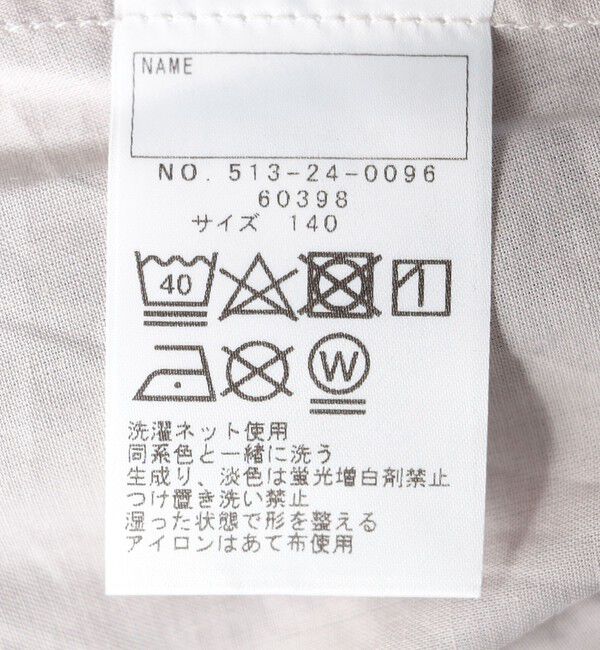 NAME
NO. 513-24-0096
60398
サイズ 140
40
W
洗濯ネット使用
同系色と一緒に洗う
生成り、淡色は蛍光増白剤禁止
つけ置き洗い禁止
湿った状態で形を整える
アイロンはあて布使用